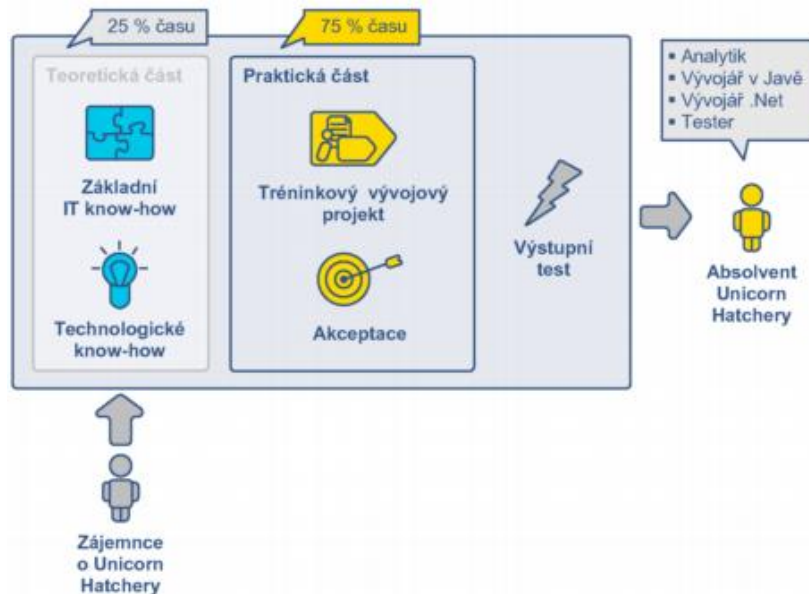 25 % času
75 % času
Teoretická část
Základní
IT know-how
Technologické
know-how
Praktická část
Tréninkový vývojový
projekt
Akceptace
Výstupní
test
▪ Analytik
▪ Vývojář v Javě
▪ Vývojář .Net
▪ Tester
Absolvent
Unicorn
Hatchery
Zájemnce
o Unicorn
Hatchery